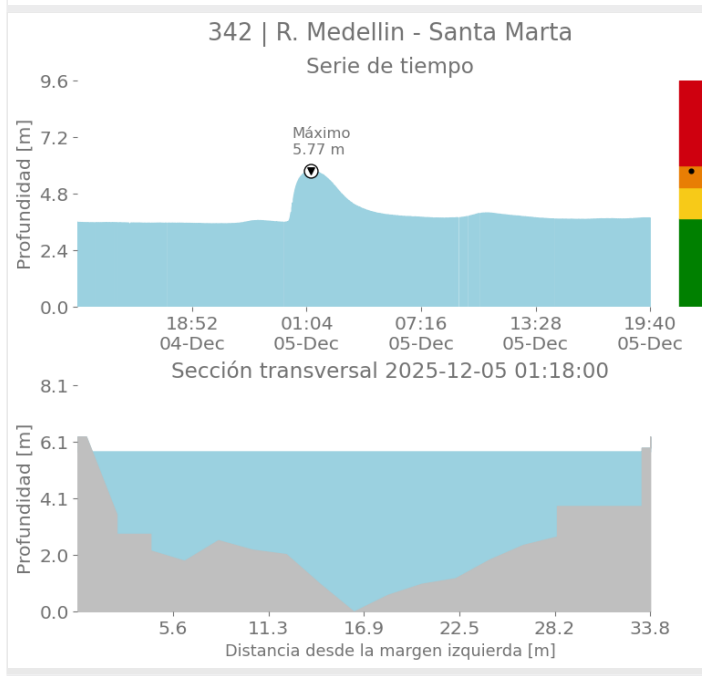 342 | R. Medellin - Santa Marta
Serie de tiempo
9.6
7.2
4.8
2.4
0.0
Profundidad [m]
Máximo
5.77 m
18:52
04-Dec
01:04
05-Dec
07:16
05-Dec
13:28
05-Dec
19:40
05-Dec
Sección transversal 2025-12-05 01:18:00
8.1
6.1
4.1
2.0
0.0
Profundidad [m]
5.6
11.3
16.9
22.5
28.2
33.8
Distancia desde la margen izquierda [m]